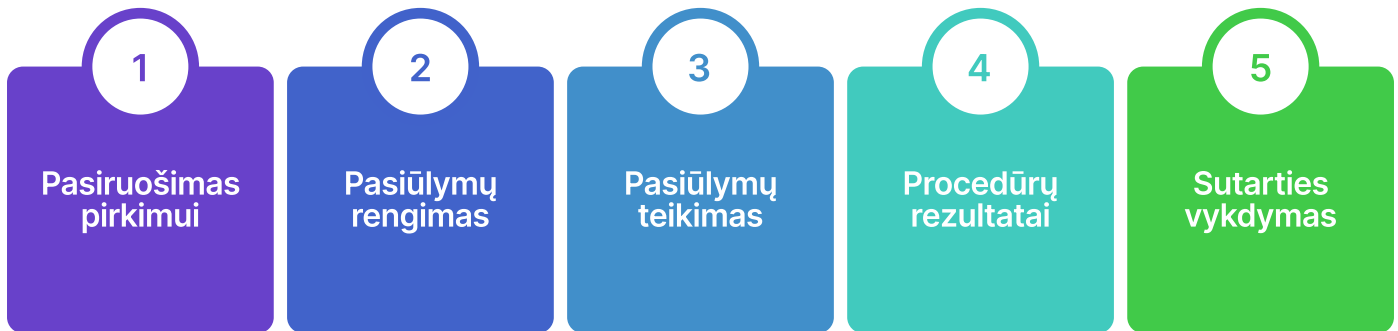 1
Pasiruošimas
pirkimui
2
Pasiūlymų
rengimas
3
Pasiūlymų
teikimas
4
Procedūrų
rezultatai
5
Sutarties
vykdymas